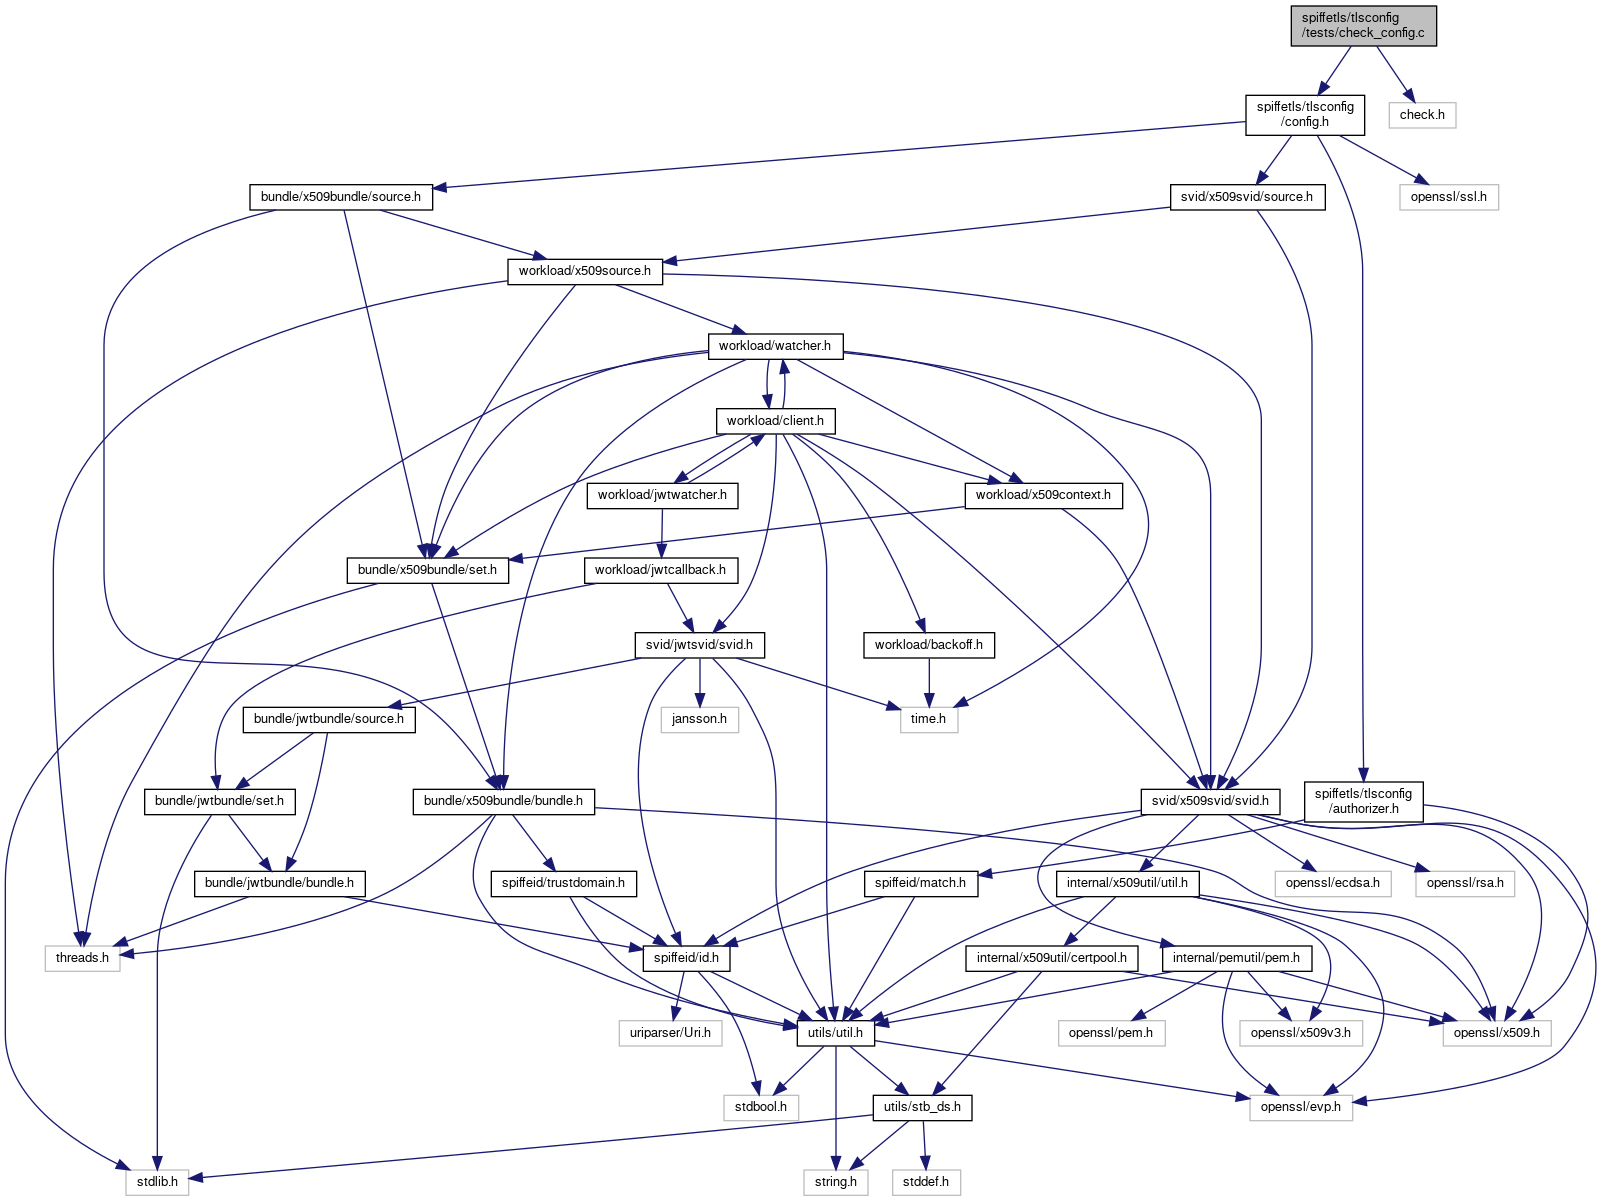 spiffetls/tlsconfig
/tests/check_config.c
spiffetls/tlsconfig
/config.h
check.h
bundle/x509bundle/source.h
svid/x509svid/source.h
openssl/ssl.h
workload/x509source.h
workload/watcher.h
workload/client.h
workload/jwtwatcher.h
workload/x509context.h
bundle/x509bundle/set.h
workload/jwtcallback.h
svid/jwtsvid/svid.h
workload/backoff.h
bundle/jwtbundle/source.h
jansson.h
time.h
bundle/jwtbundle/set.h
bundle/x509bundle/bundle.h
svid/x509svid/svid.h
spiffetls/tlsconfig
/authorizer.h
bundle/jwtbundle/bundle.h
spiffeid/trustdomain.h
spiffeid/match.h
internal/x509util/util.h
openssl/ecdsa.h
openssl/rsa.h
threads.h
spiffeid/id.h
internal/x509util/certpool.h
internal/pemutil/pem.h
uriparser/Uri.h
utils/util.h
openssl/pem.h
openssl/x509v3.h
openssl/x509.h
stdbool.h
utils/stb_ds.h
openssl/evp.h
stdlib.h
string.h
stddef.h